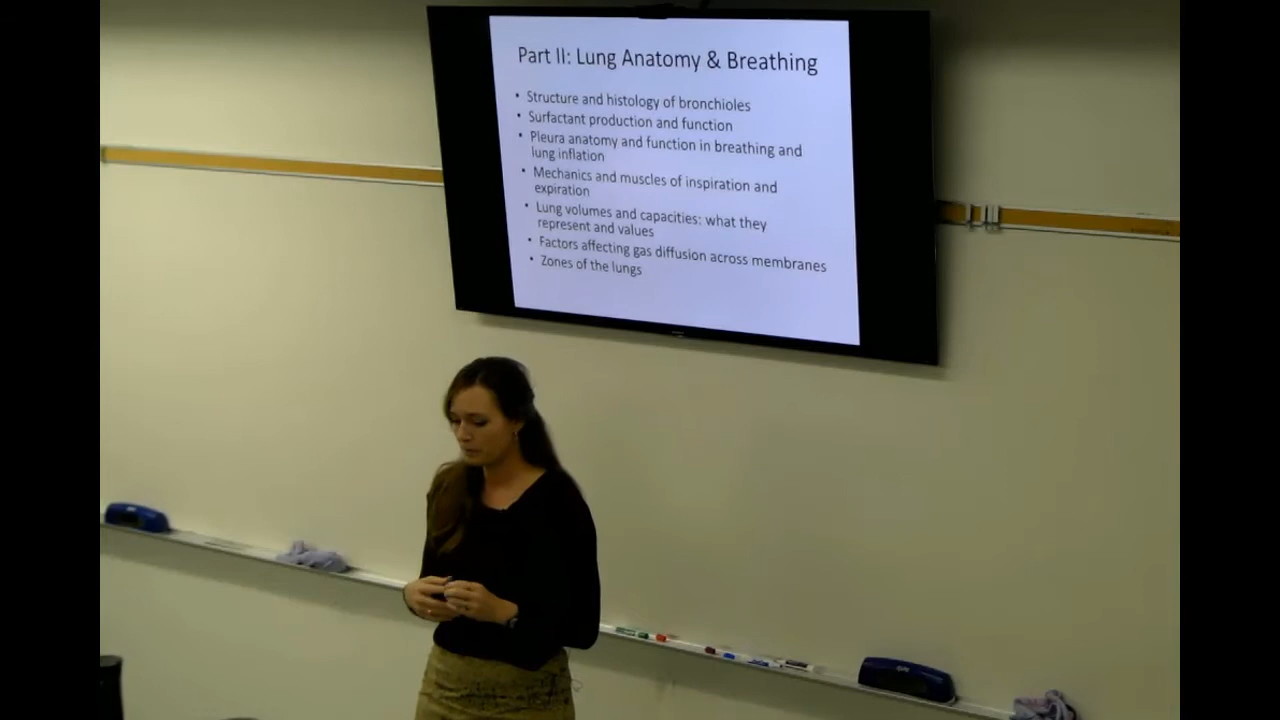 Part II: Lung Anatomy & Breathing
• Structure and histology of bronchioles
• Surfactant production and function
• Pleura anatomy and function in breathing and
lung inflation
• Mechanics and muscles of inspiration and
expiration
• Lung volumes and capacities: what they
represent and values
• Factors affecting gas diffusion across membranes
• Zones of the lungs